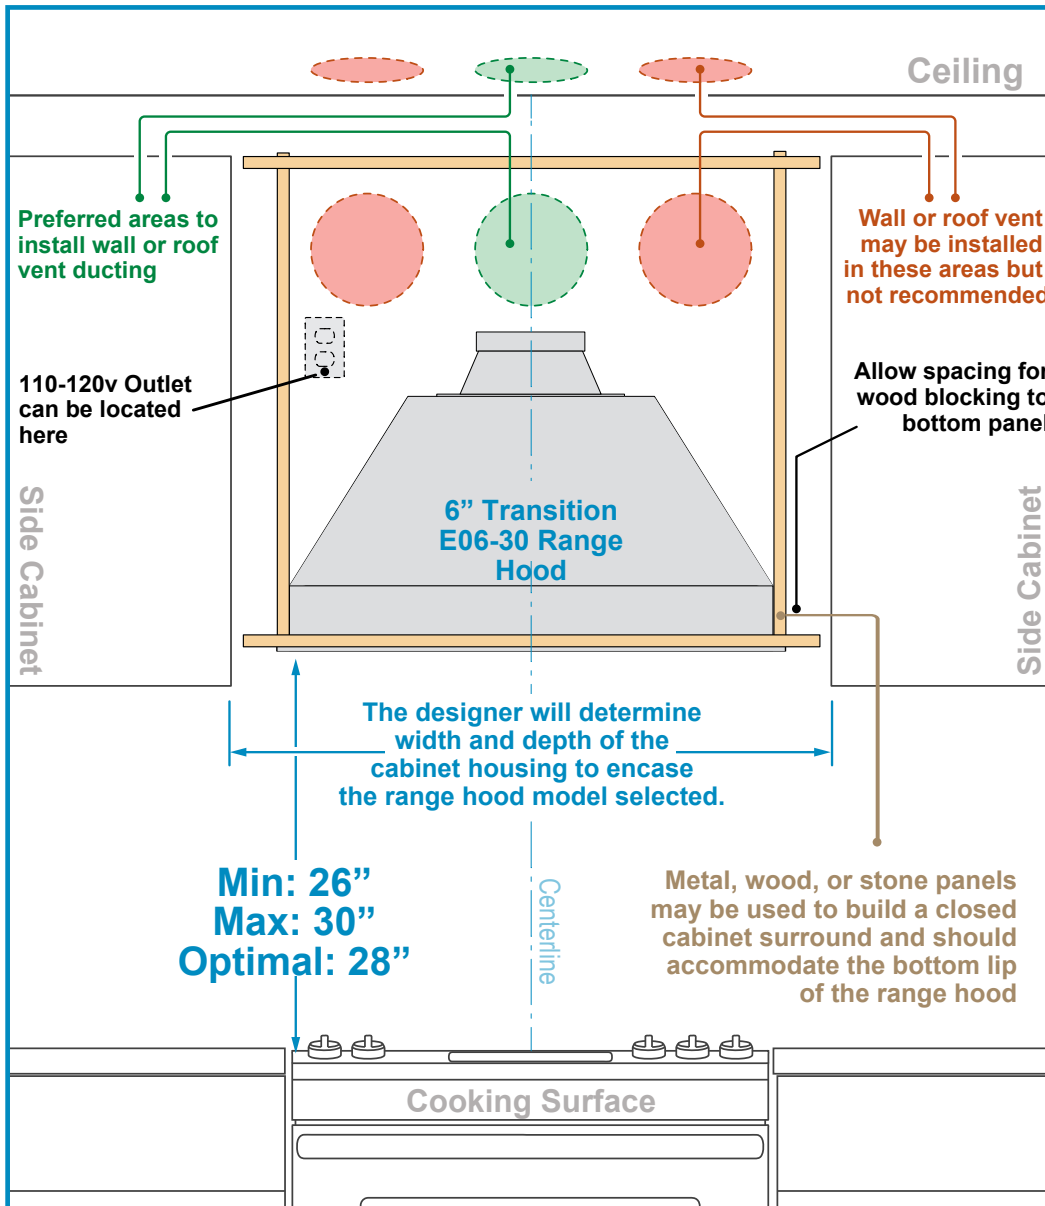 Ceiling
Preferred areas to
install wall or roof
vent ducting
Wall or roof vent
may be installed
in these areas but
not recommended
110-120v Outlet
can be located
here
Allow spacing for
wood blocking to
bottom panel
Side Cabinet
6” Transition
E06-30 Range
Hood
Side Cabinet
The designer will determine
width and depth of the
cabinet housing to encase
the range hood model selected.
Min: 26”
Max: 30”
Optimal: 28”
Centerline
Metal, wood, or stone panels
may be used to build a closed
cabinet surround and should
accommodate the bottom lip
of the range hood
Cooking Surface